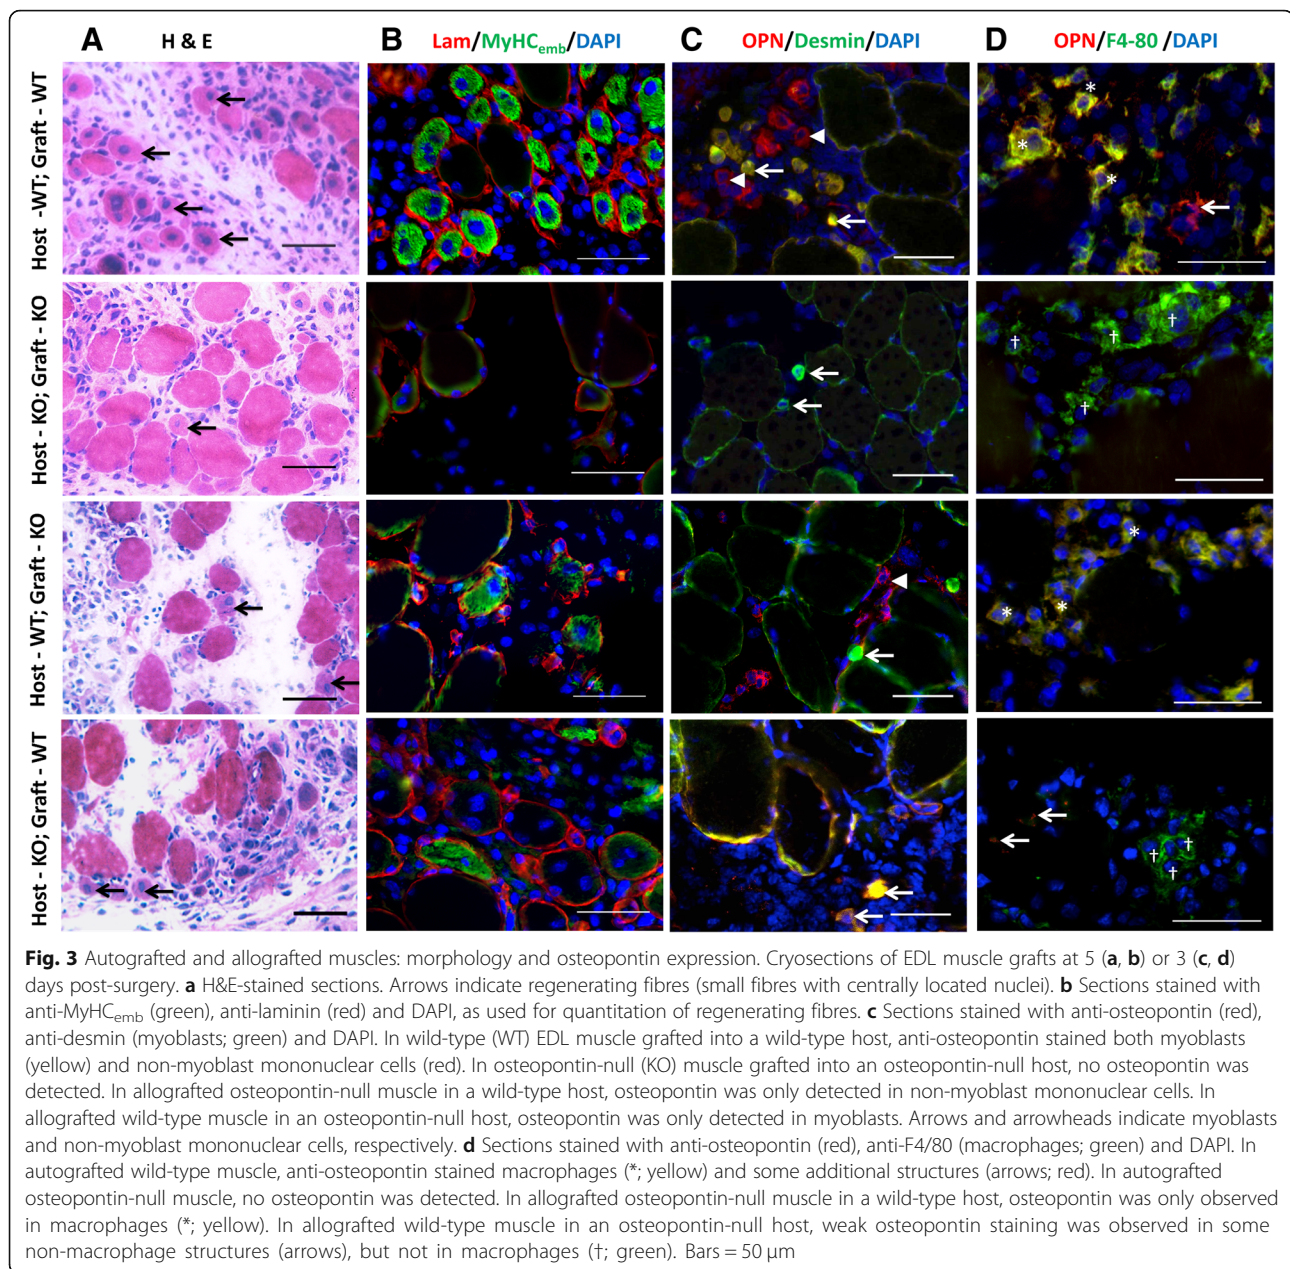 A H & E B Lam/MyHCemb/DAPI C OPN/Desmin/DAPI D OPN/F4-80 /DAPI
Host -WT; Graft - WT
Host - KO; Graft - KO
Host - WT; Graft - KO
Host - KO; Graft - WT
Fig. 3 Autografted and allografted muscles: morphology and osteopontin expression. Cryosections of EDL muscle grafts at 5 (a, b) or 3 (c, d)
days post-surgery. a H&E-stained sections. Arrows indicate regenerating fibres (small fibres with centrally located nuclei). b Sections stained with
anti-MyHCemb (green), anti-laminin (red) and DAPI, as used for quantitation of regenerating fibres. c Sections stained with anti-osteopontin (red),
anti-desmin (myoblasts; green) and DAPI. In wild-type (WT) EDL muscle grafted into a wild-type host, anti-osteopontin stained both myoblasts
(yellow) and non-myoblast mononuclear cells (red). In osteopontin-null (KO) muscle grafted into an osteopontin-null host, no osteopontin was
detected. In allografted osteopontin-null muscle in a wild-type host, osteopontin was only detected in non-myoblast mononuclear cells. In
allografted wild-type muscle in an osteopontin-null host, osteopontin was only detected in myoblasts. Arrows and arrowheads indicate myoblasts
and non-myoblast mononuclear cells, respectively. d Sections stained with anti-osteopontin (red), anti-F4/80 (macrophages; green) and DAPI. In
autografted wild-type muscle, anti-osteopontin stained macrophages (*; yellow) and some additional structures (arrows; red). In autografted
osteopontin-null muscle, no osteopontin was detected. In allografted osteopontin-null muscle in a wild-type host, osteopontin was only observed
in macrophages (*; yellow). In allografted wild-type muscle in an osteopontin-null host, weak osteopontin staining was observed in some
non-macrophage structures (arrows), but not in macrophages (†; green). Bars = 50 μm